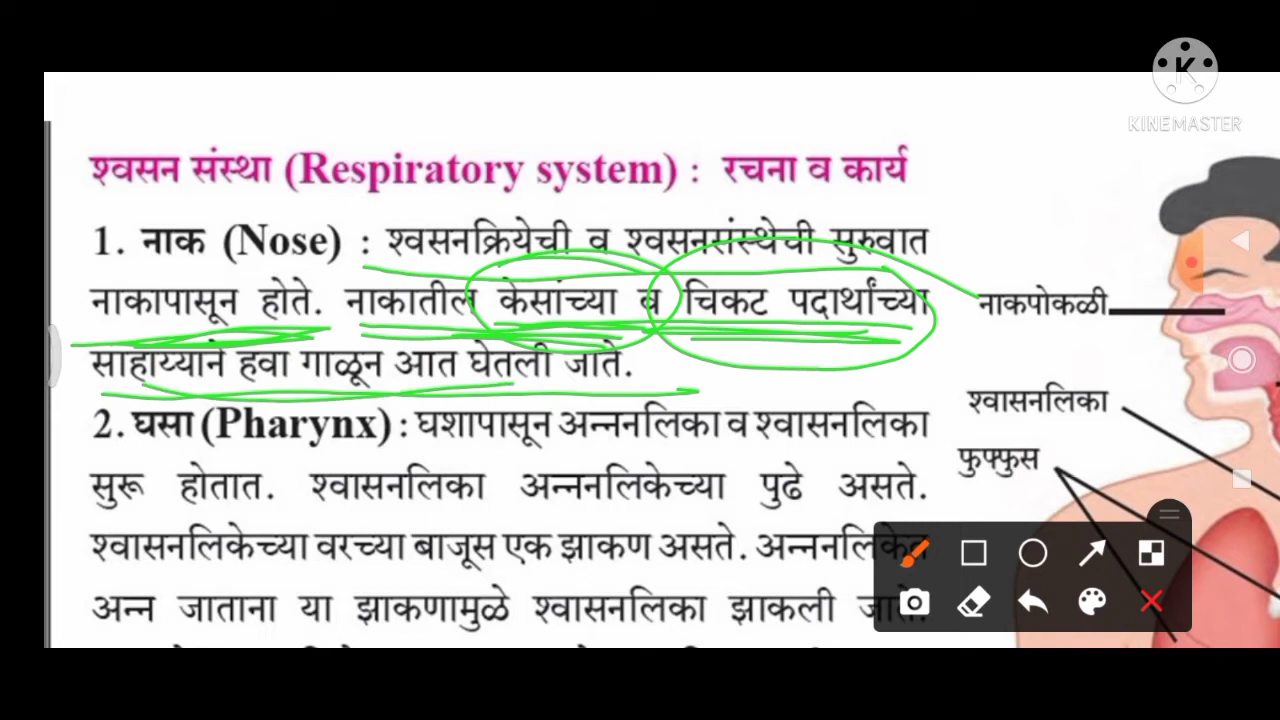 K
KINEMASTER
श्वसन संस्था (Respiratory system) : रचना व कार्य
1. नाक (Nose) : श्वसनक्रियेची व श्वसनसंस्थेची सुरुवात
नाकापासून होते. नाकातील केसांच्या व चिकट पदार्थांच्या
साहाय्याने हवा गाळून आत घेतली जाते.
2. घसा (Pharynx) : घशापासून अन्ननलिका व श्वासनलिका
सुरू होतात. श्वासनलिका अन्ननलिकेच्या पुढे असते.
श्वासनलिकेच्या वरच्या बाजूस एक झाकण असते. अन्ननलिकेत
अन्न जाताना या झाकणामुळे श्वासनलिका झाकली जाते.
नाकपोकळी
श्वासनलिका
फुफ्फुस